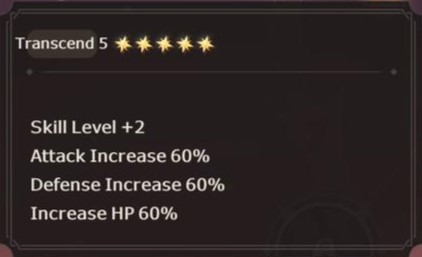 Transcend 5
Skill Level +2
Attack Increase 60%
Defense Increase 60%
Increase HP 60%